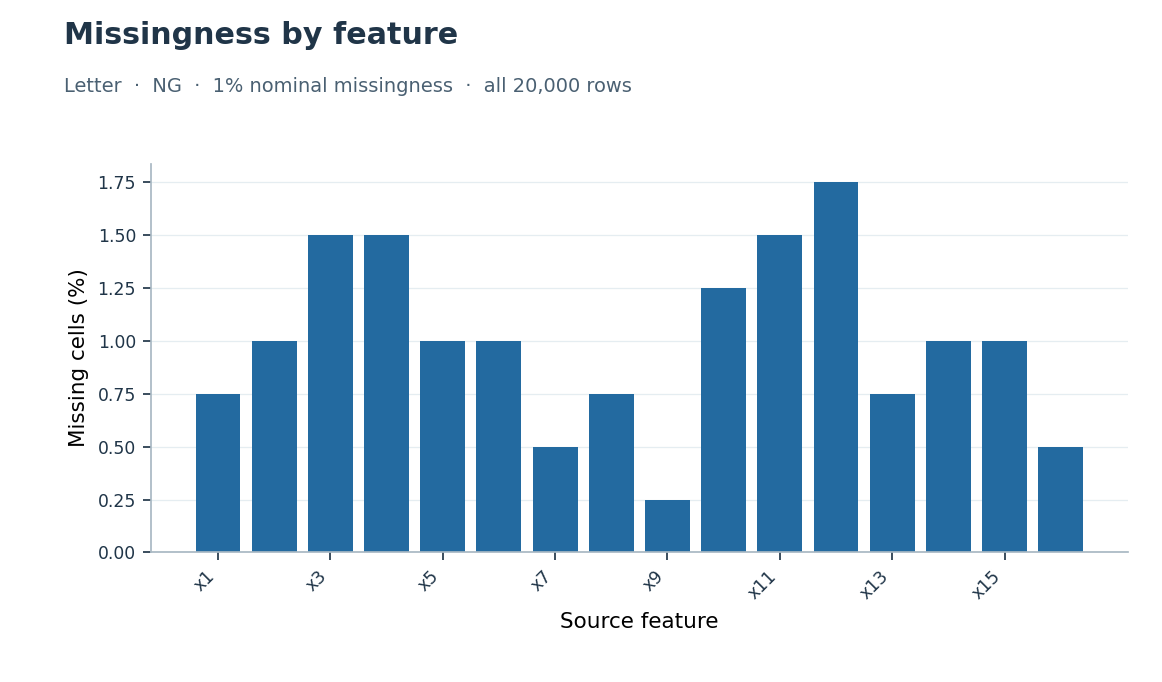 Missingness by feature
Letter · NG · 1% nominal missingness · all 20,000 rows
Missing cells (%)
1.75
1.50
1.25
1.00
0.75
0.50
0.25
0.00
x1 x3 x5 x7 x9 x11 x13 x15
Source feature